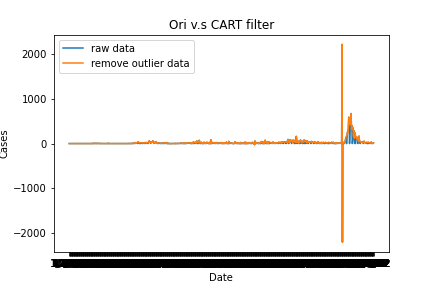 Ori v.s CART filter
raw data
remove outlier data
2000
1000
0
−1000
−2000
Cases
Date